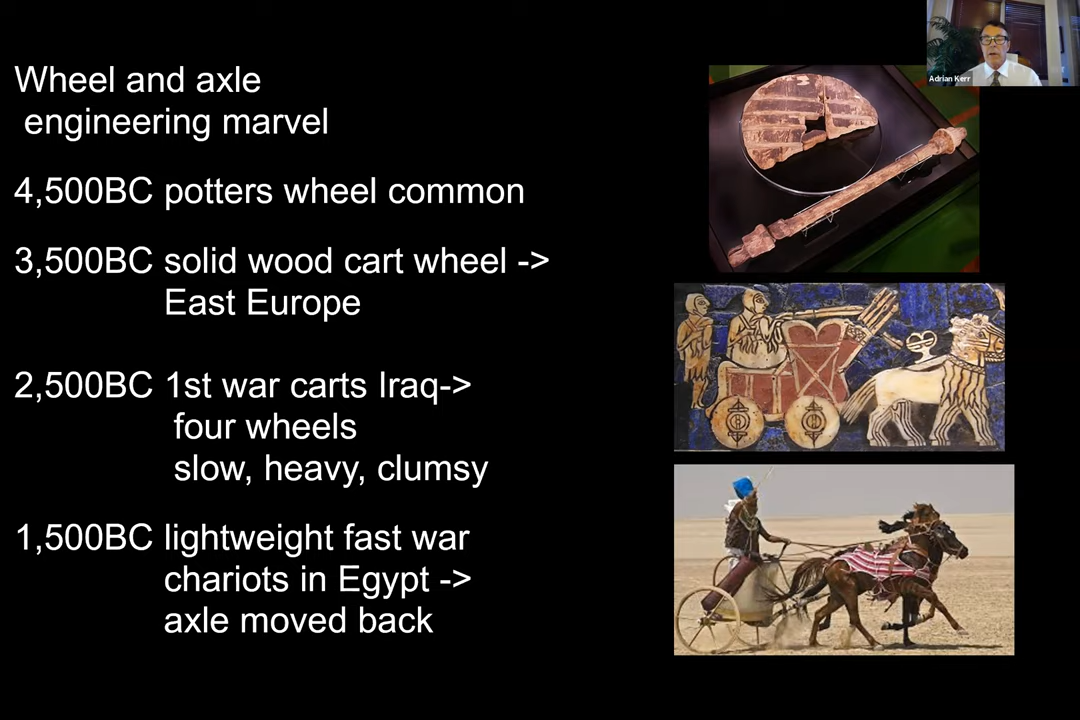 Wheel and axle
engineering marvel
4,500BC potters wheel common
3,500BC solid wood cart wheel ->
East Europe
2,500BC 1st war carts Iraq->
four wheels
slow, heavy, clumsy
1,500BC lightweight fast war
chariots in Egypt ->
axle moved back
Adrian Kerr